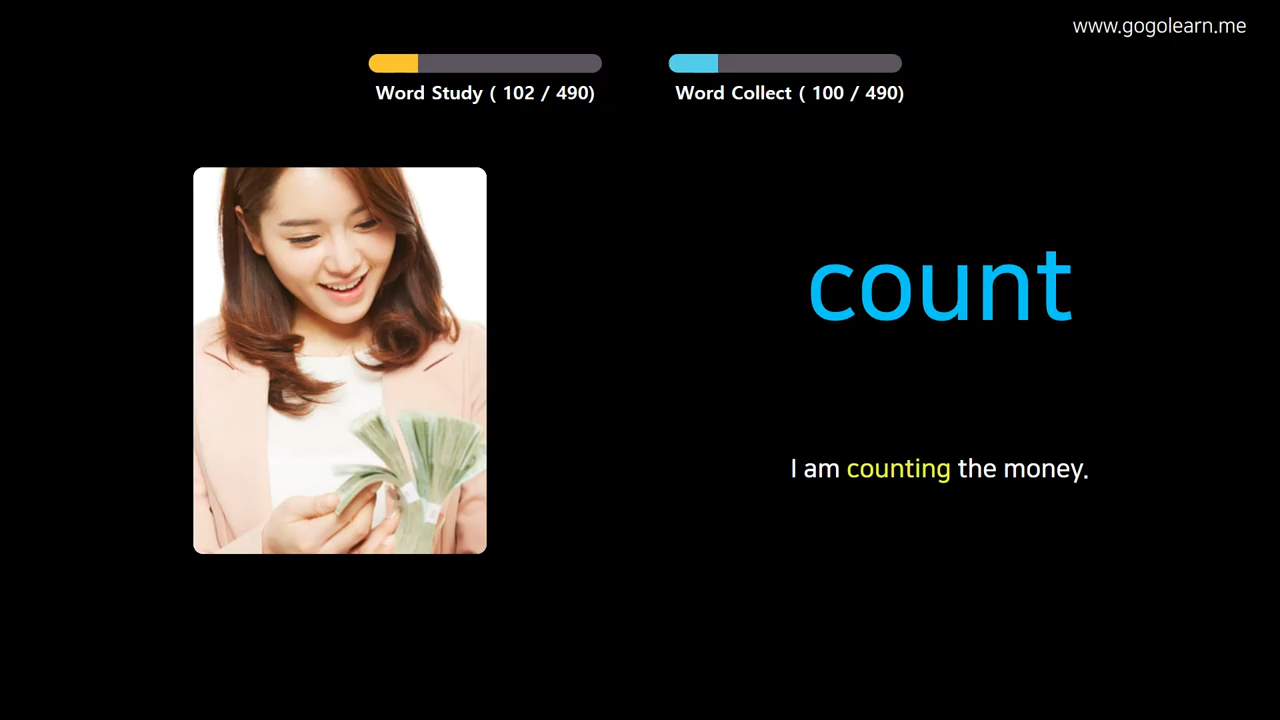 www.gogolearn.me
Word Study ( 102 / 490)
Word Collect ( 100 / 490)
count
I am counting the money.